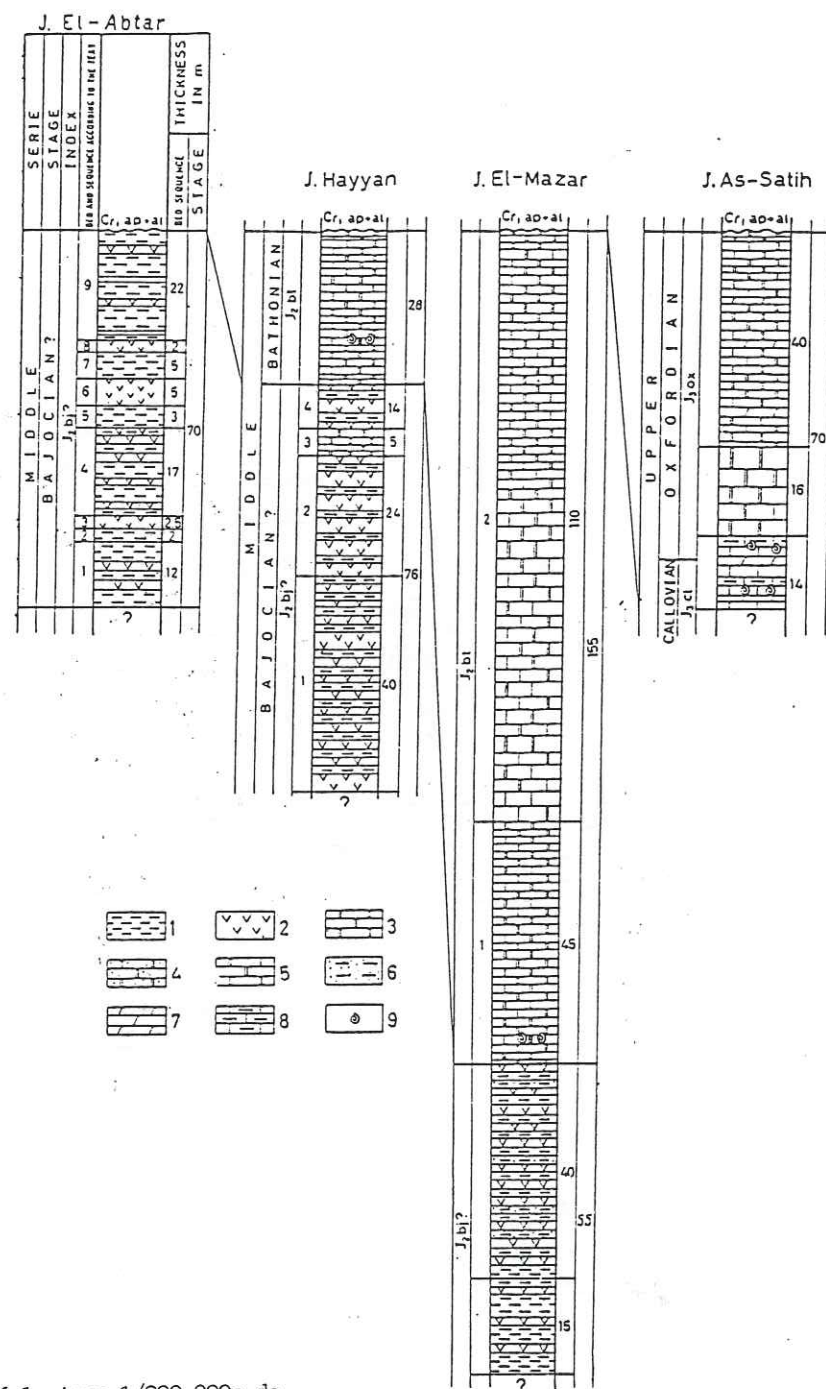 J. El-Abtar
SERIE
STAGE
INDEX
BED AND SEQUENCE ACCORDING TO THE TEXT
THICKNESS
IN m
BED SEQUENCE
STAGE
Cr, ap+al
MIDDLE
BAJOCIAN?
J₂bj?
9
22
8
2
7
5
6
5
5
3
4
17
3
2.5
2
2
1
12
70
?
J. Hayyan
Cr, ap+al
MIDDLE
BATHONIAN
J₂bt
28
BAJOCIAN?
J₂bj?
4
14
3
5
2
24
76
1
40
?
J. El-Mazar
Cr, ap+al
J₂bt
2
110
155
1
45
J₂bj?
40
55
15
?
J. As-Satih
Cr, ap+al
UPPER
OXFORDIAN
J₃ox
40
70
16
CALLOVIAN
J₃cl
14
?
1
2
3
4
5
6
7
8
9